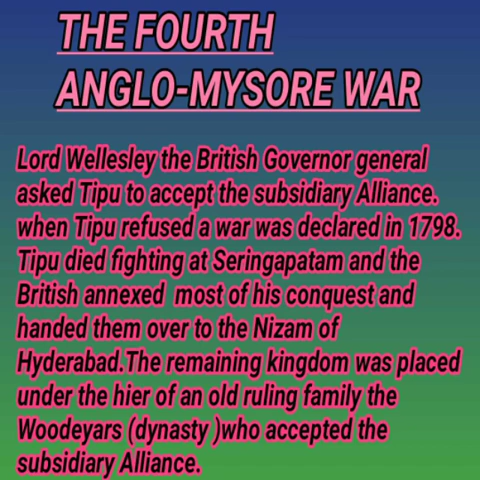 THE FOURTH
ANGLO-MYSORE WAR
Lord Wellesley the British Governor general
asked Tipu to accept the subsidiary Alliance.
when Tipu refused a war was declared in 1798.
Tipu died fighting at Seringapatam and the
British annexed  most of his conquest and
handed them over to the Nizam of
Hyderabad.The remaining kingdom was placed
under the hier of an old ruling family the
Woodeyars (dynasty )who accepted the
subsidiary Alliance.